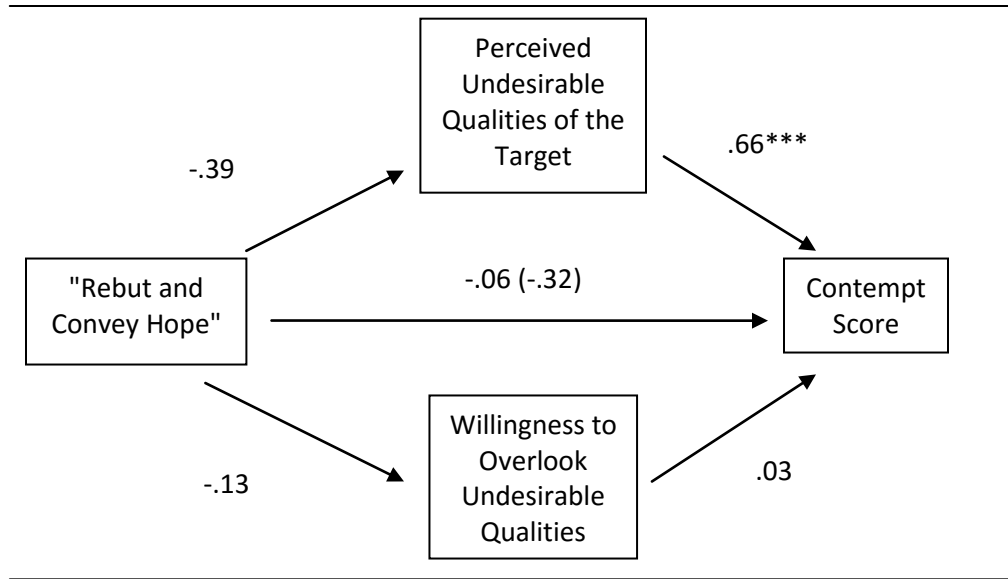 Perceived
Undesirable
Qualities of the
Target
-.39
.66***
"Rebut and
Convey Hope"
-.06 (-.32)
Contempt
Score
-.13
Willingness to
Overlook
Undesirable
Qualities
.03